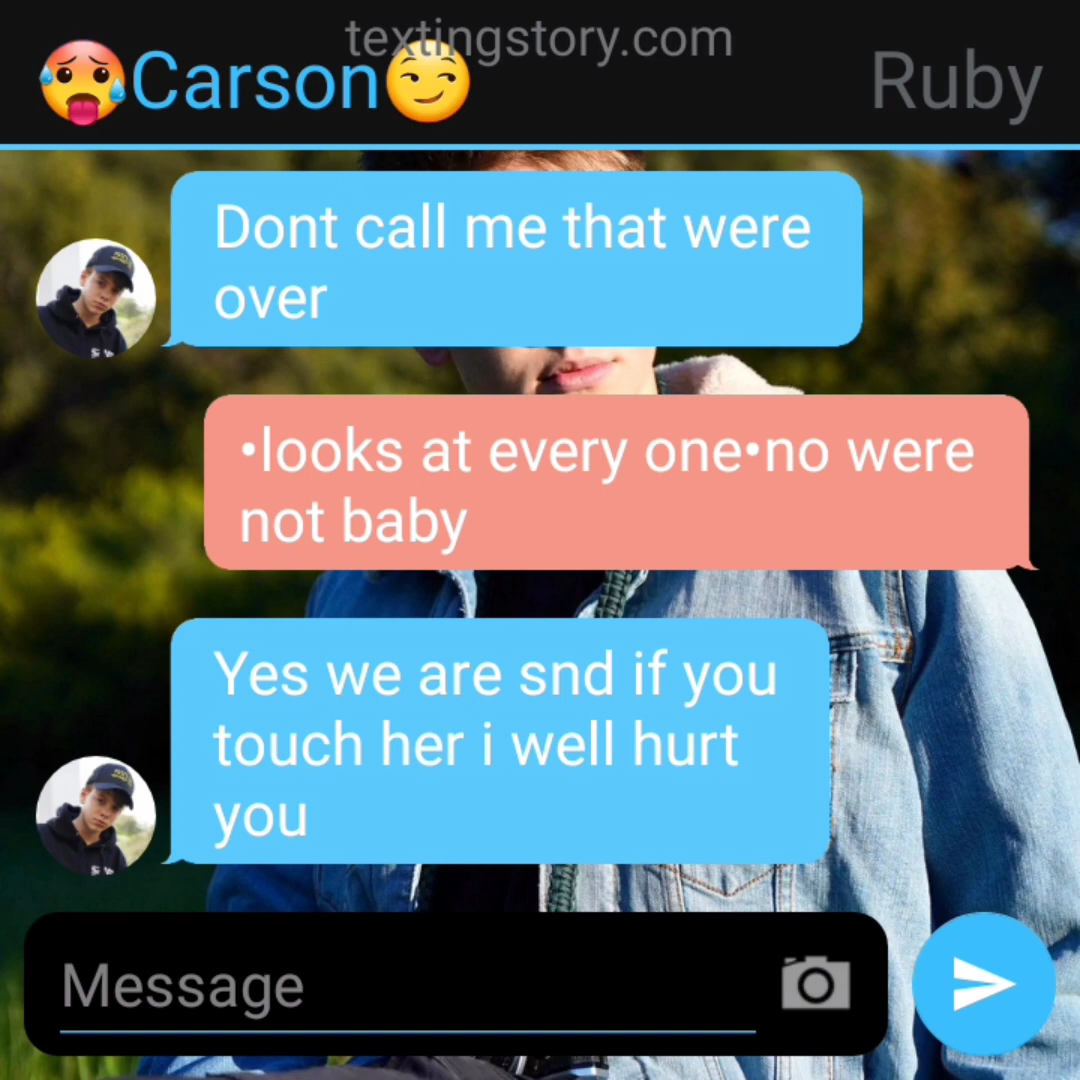 textingstory.com
🥵Carson😏
Ruby
Dont call me that were
over
•looks at every one•no were
not baby
Yes we are snd if you
touch her i well hurt
you
Message